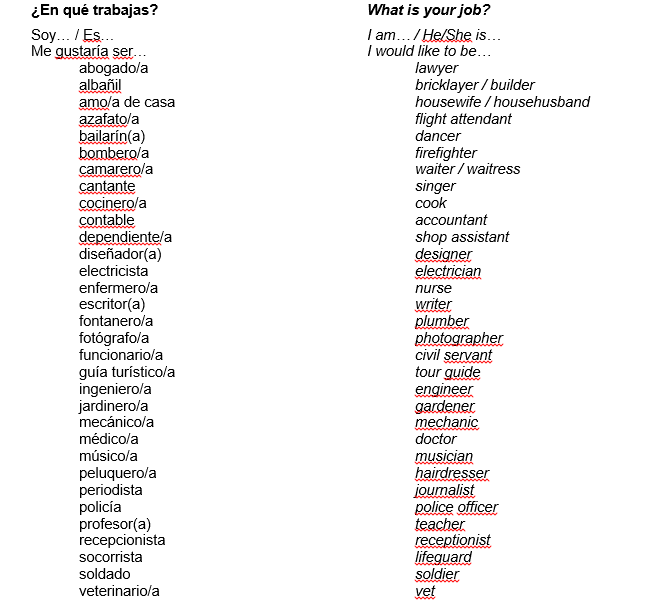 ¿En qué trabajas? What is your job?
Soy… / Es… I am… / He/She is…
Me gustaría ser… I would like to be…
abogado/a lawyer
albañil bricklayer / builder
amo/a de casa housewife / househusband
azafato/a flight attendant
bailarín(a) dancer
bombero/a firefighter
camarero/a waiter / waitress
cantante singer
cocinero/a cook
contable accountant
dependiente/a shop assistant
diseñador(a) designer
electricista electrician
enfermero/a nurse
escritor(a) writer
fontanero/a plumber
fotógrafo/a photographer
funcionario/a civil servant
guía turístico/a tour guide
ingeniero/a engineer
jardinero/a gardener
mecánico/a mechanic
médico/a doctor
músico/a musician
peluquero/a hairdresser
periodista journalist
policía police officer
profesor(a) teacher
recepcionista receptionist
socorrista lifeguard
soldado soldier
veterinario/a vet